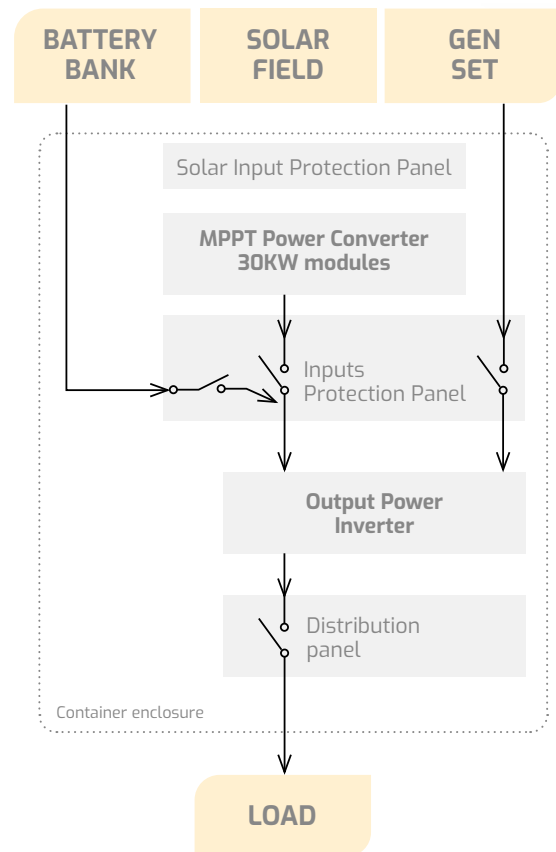 BATTERY
BANK
SOLAR
FIELD
GEN
SET
Solar Input Protection Panel
MPPT Power Converter
30KW modules
Inputs
Protection Panel
Output Power
Inverter
Distribution
panel
Container enclosure
LOAD